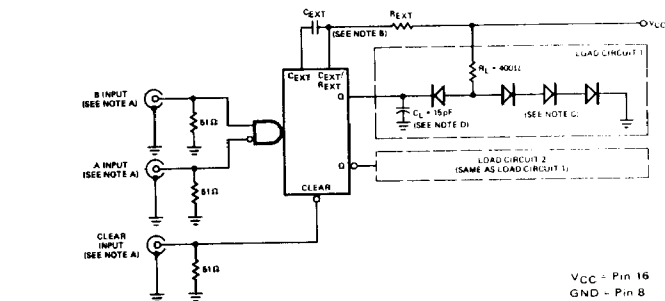 CEXT
REXT
VCC
(SEE NOTE B)
LOAD CIRCUIT 1
CEXT
CEXT/
REXT
RL = 400Ω
B INPUT
(SEE NOTE A)
Q
51Ω
CL = 15pF
(SEE NOTE D)
(SEE NOTE C)
A INPUT
(SEE NOTE A)
51Ω
Q
LOAD CIRCUIT 2
(SAME AS LOAD CIRCUIT 1)
CLEAR
CLEAR
INPUT
(SEE NOTE A)
51Ω
VCC = Pin 16
GND = Pin 8